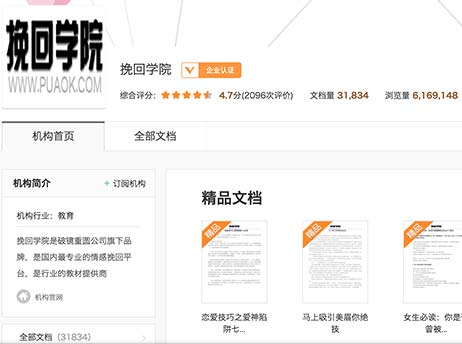 挽回学院
WWW.PUAOK.COM
挽回学院 V 企业认证
综合评分: 4.7分(2096次评价) 文档量 31,834 浏览量 6,169,148
机构首页 全部文档
机构简介 + 订阅机构
机构行业：教育
挽回学院是破镜重圆公司旗下品
牌，是国内最专业的情感挽回平
台，是行业的教材提供商
机构官网
全部文档 (31834)
精品文档
精品
精品
精品
恋爱技巧之爱神陷
阱七...
马上吸引美眉你绝
技
女生必读：你是
曾被...